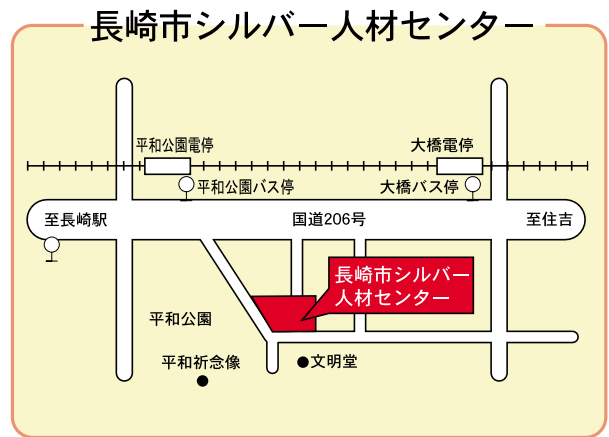 長崎市シルバー人材センター
平和公園電停
大橋電停
平和公園バス停
大橋バス停
至長崎駅
国道206号
至住吉
長崎市シルバー
人材センター
平和公園
平和祈念像
文明堂